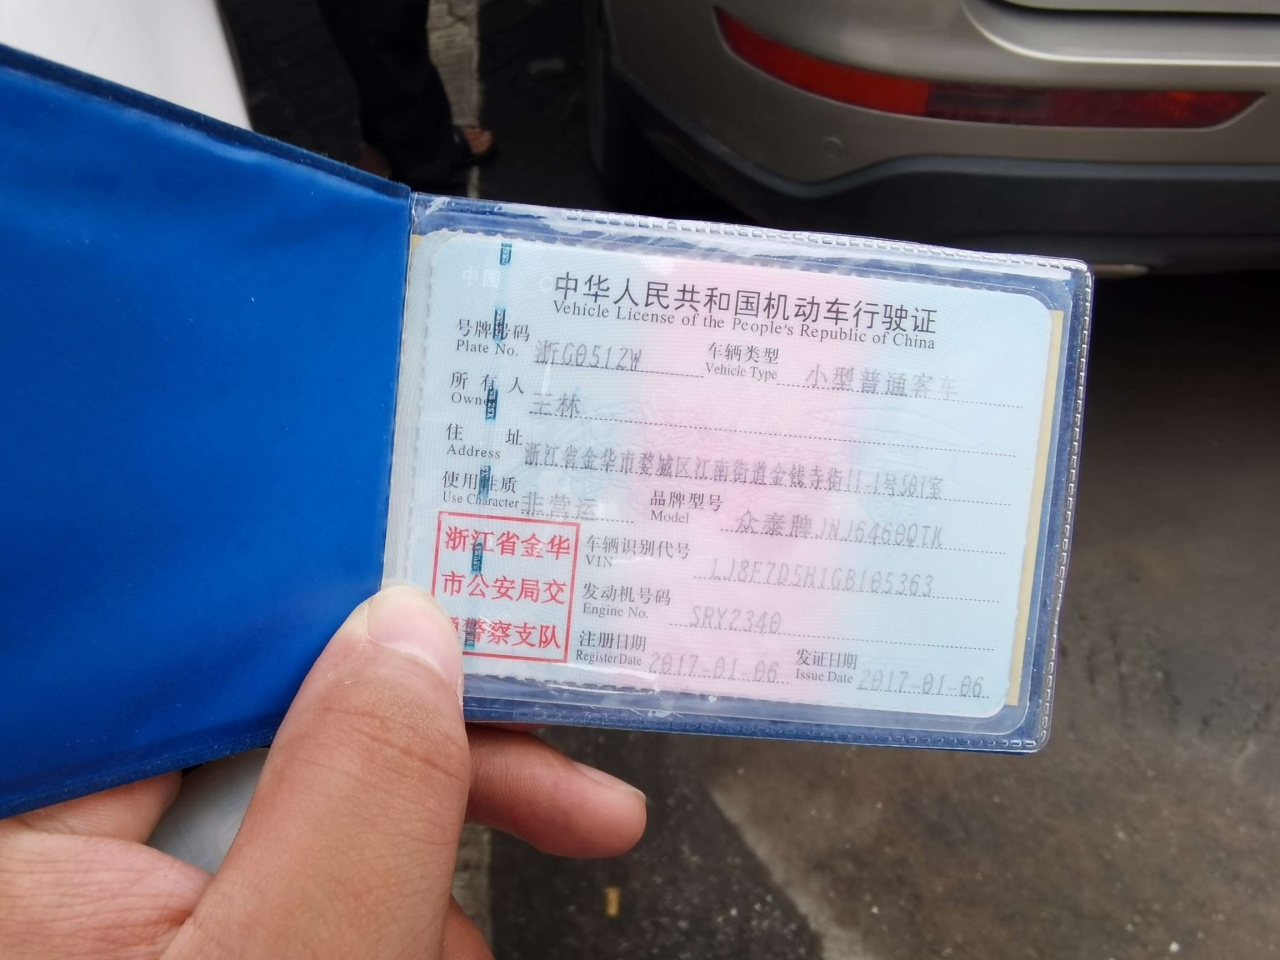 中华人民共和国机动车行驶证
Vehicle License of the People's Republic of China
号牌号码 浙G051ZW 车辆类型 小型普通客车
Plate No. Vehicle Type
所有人 王林
Owner
住址 浙江省金华市婺城区江南街道金钱寺街11-1号501室
Address
使用性质 非营运 品牌型号 众泰牌JNJ6460QTK
Use Character Model
浙江省金华
市公安局交
通警察支队
车辆识别代号 LJ8F7D5H1GB105363
VIN
发动机号码 SRY2340
Engine No.
注册日期 2017-01-06 发证日期 2017-01-06
Register Date Issue Date